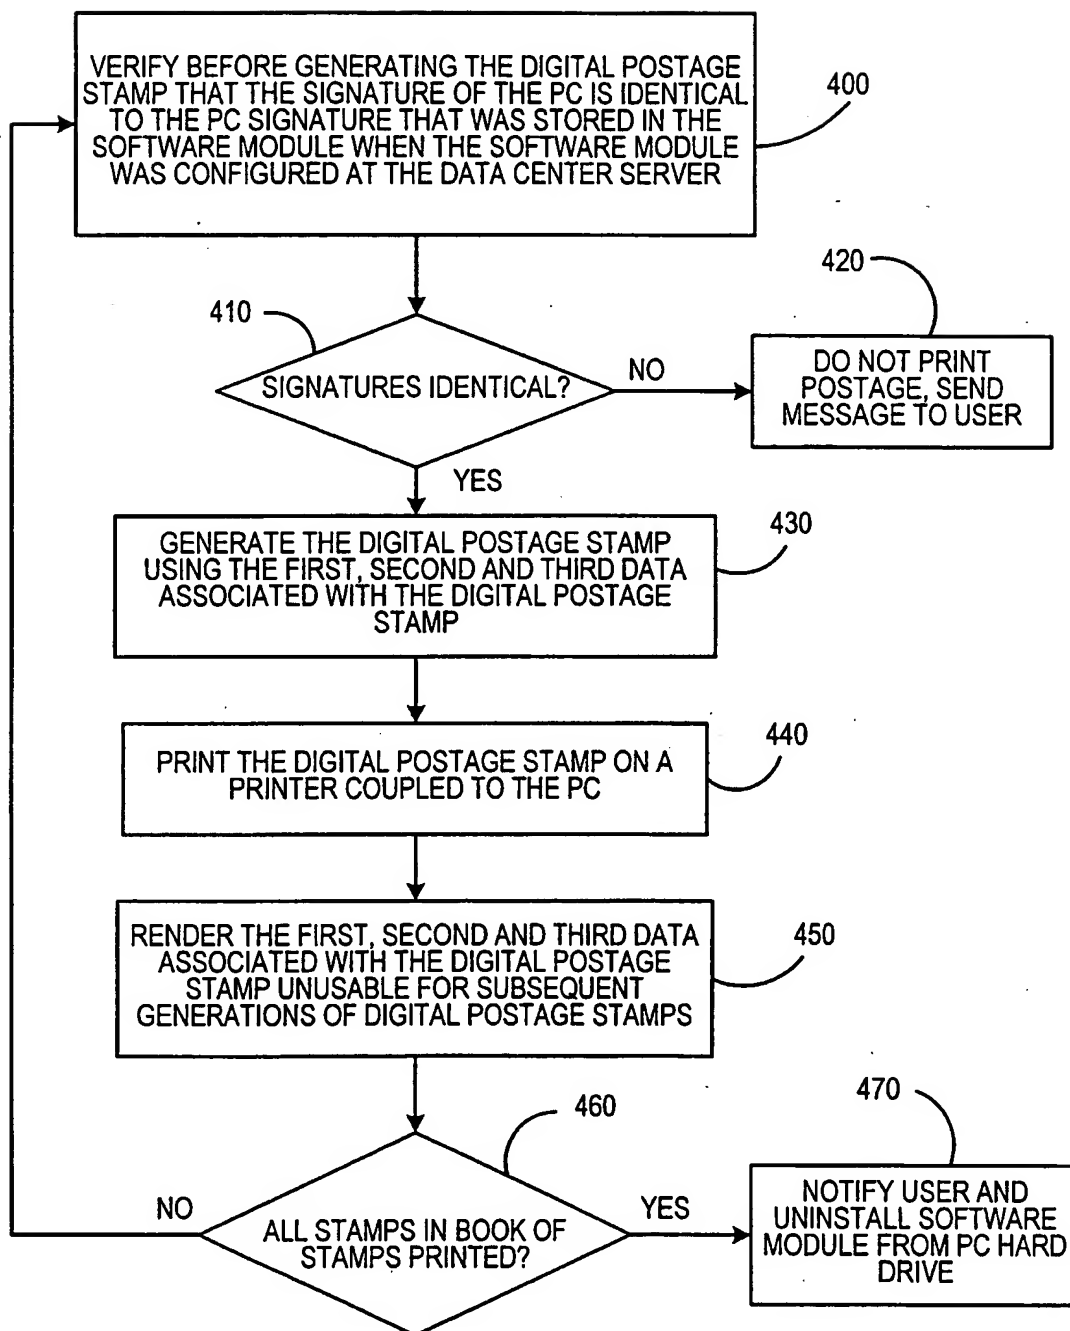 VERIFY BEFORE GENERATING THE DIGITAL POSTAGE
STAMP THAT THE SIGNATURE OF THE PC IS IDENTICAL
TO THE PC SIGNATURE THAT WAS STORED IN THE
SOFTWARE MODULE WHEN THE SOFTWARE MODULE
WAS CONFIGURED AT THE DATA CENTER SERVER
400
410
SIGNATURES IDENTICAL?
NO
420
DO NOT PRINT
POSTAGE, SEND
MESSAGE TO USER
YES
GENERATE THE DIGITAL POSTAGE STAMP
USING THE FIRST, SECOND AND THIRD DATA
ASSOCIATED WITH THE DIGITAL POSTAGE
STAMP
430
PRINT THE DIGITAL POSTAGE STAMP ON A
PRINTER COUPLED TO THE PC
440
RENDER THE FIRST, SECOND AND THIRD DATA
ASSOCIATED WITH THE DIGITAL POSTAGE
STAMP UNUSABLE FOR SUBSEQUENT
GENERATIONS OF DIGITAL POSTAGE STAMPS
450
460
NO
ALL STAMPS IN BOOK OF
STAMPS PRINTED?
YES
470
NOTIFY USER AND
UNINSTALL SOFTWARE
MODULE FROM PC HARD
DRIVE